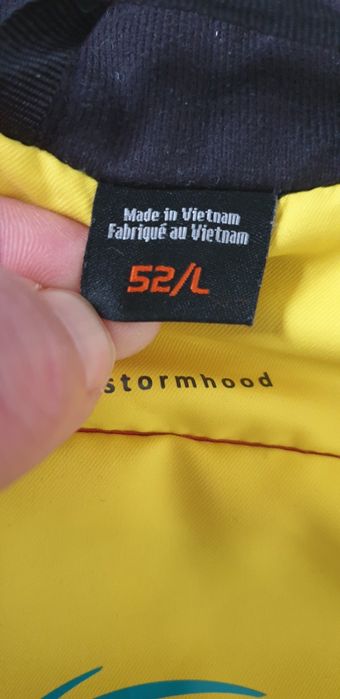 Made in Vietnam
Fabriqué au Vietnam
52/L
stormhood